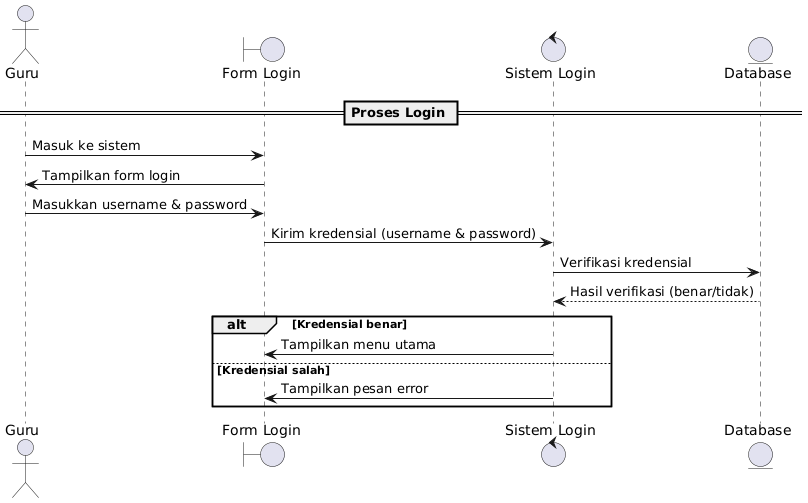 Guru
Form Login
Sistem Login
Database
Proses Login
Masuk ke sistem
Tampilkan form login
Masukkan username & password
Kirim kredensial (username & password)
Verifikasi kredensial
Hasil verifikasi (benar/tidak)
alt [Kredensial benar]
Tampilkan menu utama
[Kredensial salah]
Tampilkan pesan error
Guru
Form Login
Sistem Login
Database